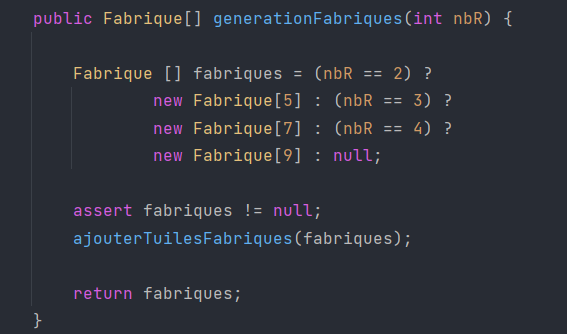 public Fabrique[] generationFabriques(int nbR) {
Fabrique [] fabriques = (nbR == 2) ?
new Fabrique[5] : (nbR == 3) ?
new Fabrique[7] : (nbR == 4) ?
new Fabrique[9] : null;
assert fabriques != null;
ajouterTuilesFabriques(fabriques);
return fabriques;
}